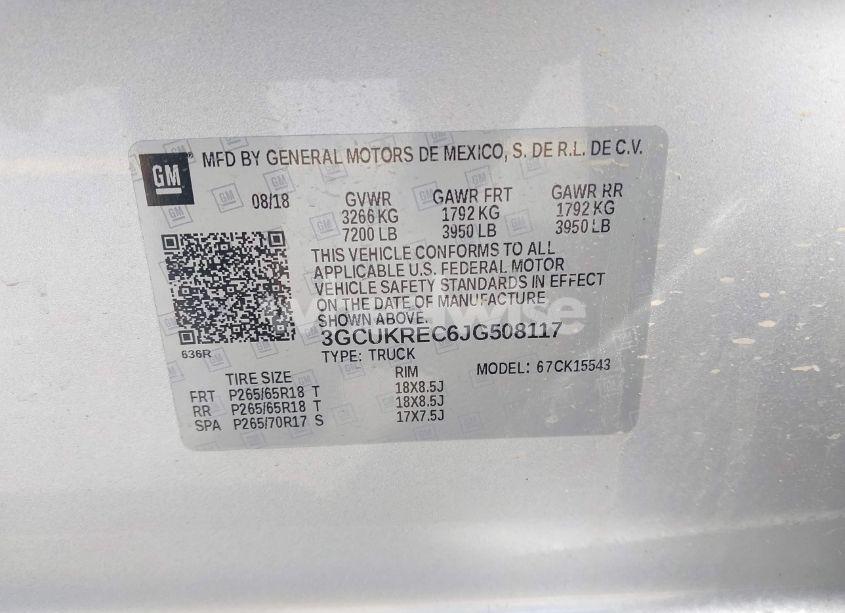 GM ® MFD BY GENERAL MOTORS DE MEXICO, S. DE R.L. DE C.V.
08/18 GVWR GAWR FRT GAWR RR
3266 KG 1792 KG 1792 KG
7200 LB 3950 LB 3950 LB
THIS VEHICLE CONFORMS TO ALL
APPLICABLE U.S. FEDERAL MOTOR
VEHICLE SAFETY STANDARDS IN EFFECT
ON THE DATE OF MANUFACTURE
SHOWN ABOVE.
3GCUKREC6JG508117
636R TYPE: TRUCK MODEL: 67CK15543
TIRE SIZE RIM
FRT P265/65R18 T 18X8.5J
RR P265/65R18 T 18X8.5J
SPA P265/70R17 S 17X7.5J